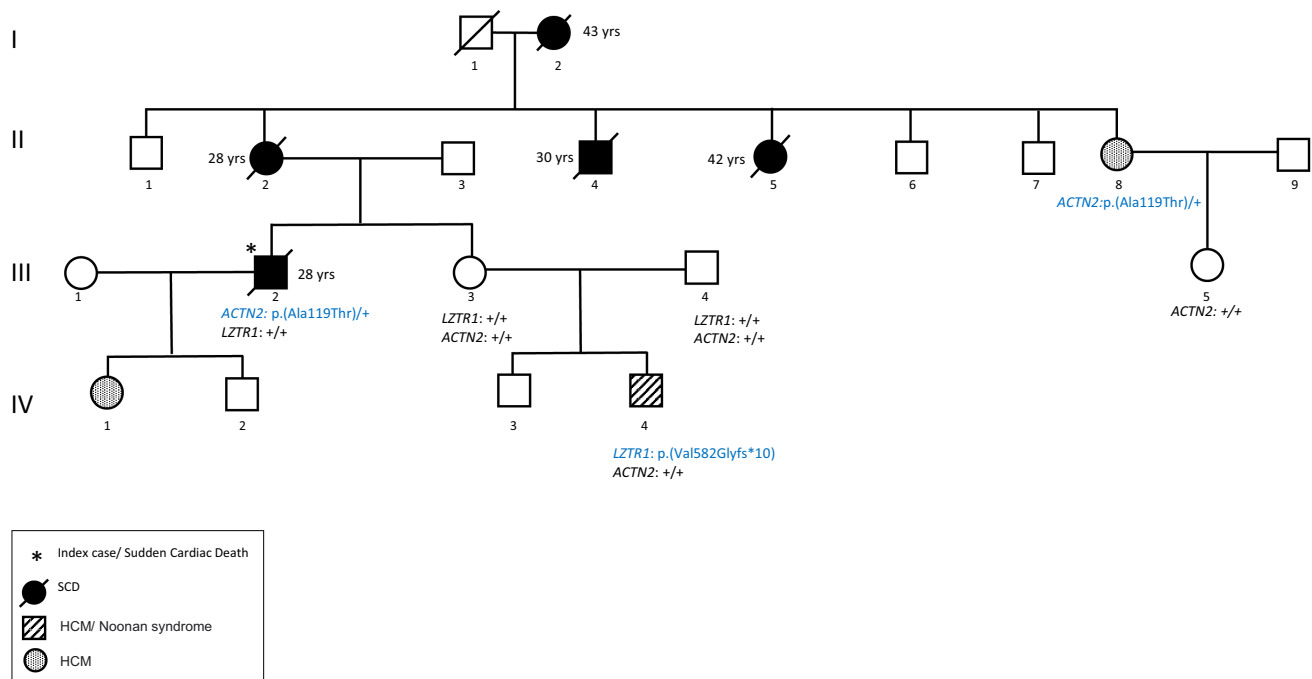 I
43 yrs
1
2
II
28 yrs
30 yrs
42 yrs
1
2
3
4
5
6
7
8
9
ACTN2:p.(Ala119Thr)/+
III
*
28 yrs
1
2
3
4
5
ACTN2: p.(Ala119Thr)/+
LZTR1: +/+
LZTR1: +/+
ACTN2: +/+
LZTR1: +/+
ACTN2: +/+
ACTN2: +/+
IV
1
2
3
4
LZTR1: p.(Val582Glyfs*10)
ACTN2: +/+
* Index case/ Sudden Cardiac Death
SCD
HCM/ Noonan syndrome
HCM